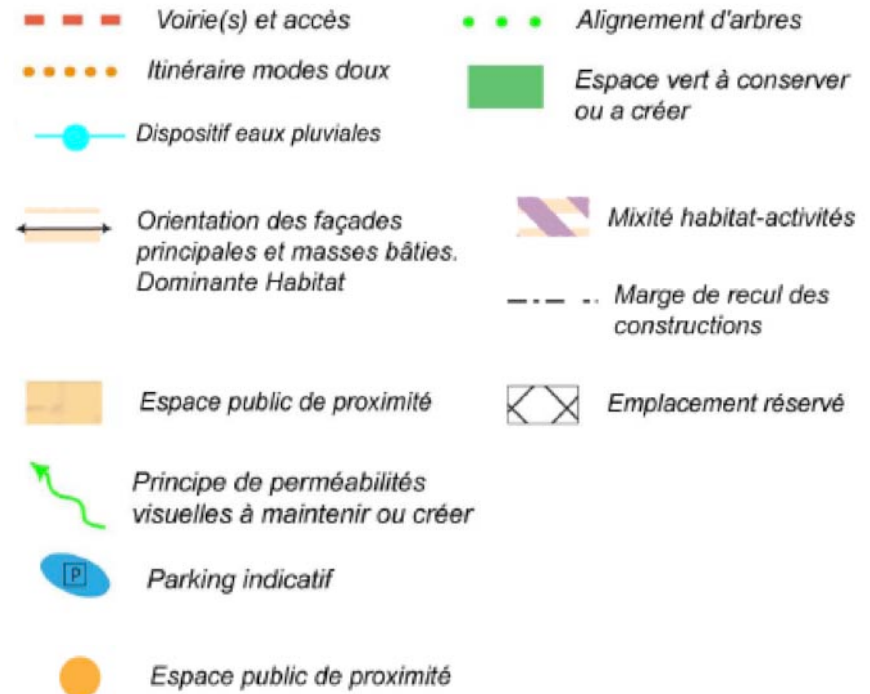 Voirie(s) et accès
Itinéraire modes doux
Dispositif eaux pluviales
Orientation des façades
principales et masses bâties.
Dominante Habitat
Espace public de proximité
Principe de perméabilités
visuelles à maintenir ou créer
P
Parking indicatif
Espace public de proximité
Alignement d'arbres
Espace vert à conserver
ou a créer
Mixité habitat-activités
Marge de recul des
constructions
Emplacement réservé